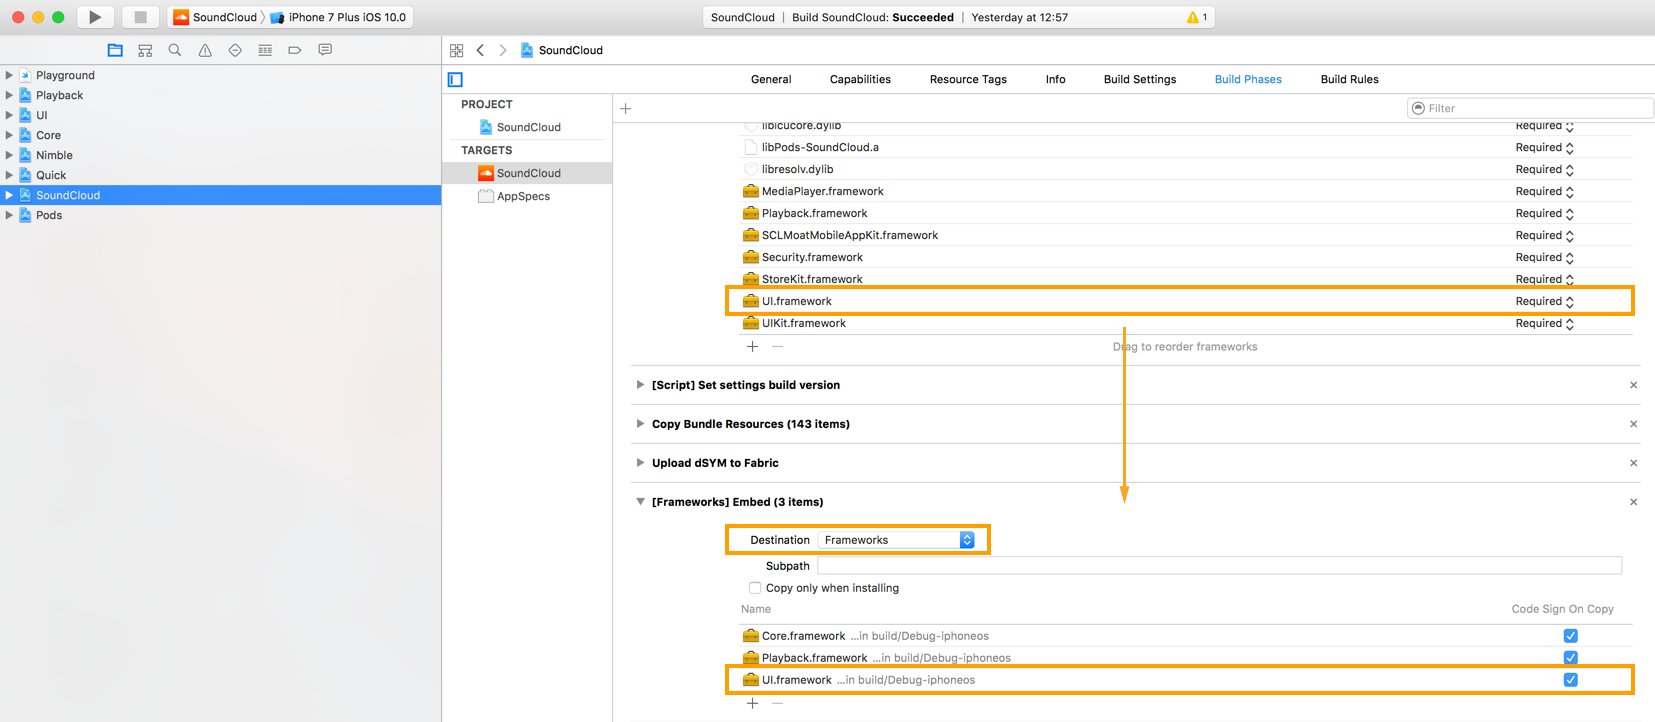 SoundCloud iPhone 7 Plus iOS 10.0
SoundCloud | Build SoundCloud: Succeeded | Yesterday at 12:57
1
SoundCloud
Playground
Playback
UI
Core
Nimble
Quick
SoundCloud
Pods
General Capabilities Resource Tags Info Build Settings Build Phases Build Rules
PROJECT
SoundCloud
TARGETS
SoundCloud
AppSpecs
Filter
libicucore.dylib Required
libPods-SoundCloud.a Required
libresolv.dylib Required
MediaPlayer.framework Required
Playback.framework Required
SCLMoatMobileAppKit.framework Required
Security.framework Required
StoreKit.framework Required
UI.framework Required
UIKit.framework Required
Drag to reorder frameworks
[Script] Set settings build version
Copy Bundle Resources (143 items)
Upload dSYM to Fabric
[Frameworks] Embed (3 items)
Destination Frameworks
Subpath
Copy only when installing
Name Code Sign On Copy
Core.framework ...in build/Debug-iphoneos
Playback.framework ...in build/Debug-iphoneos
UI.framework ...in build/Debug-iphoneos